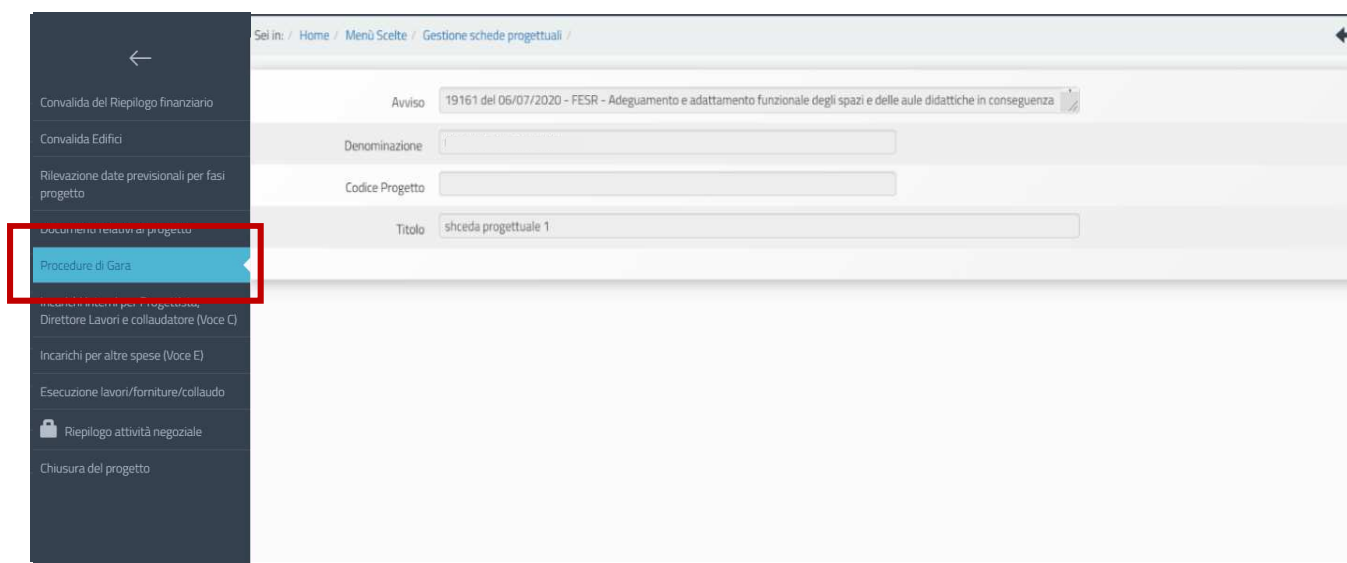 Sei in: / Home / Menù Scelte / Gestione schede progettuali /
Convalida del Riepilogo finanziario
Convalida Edifici
Rilevazione date previsionali per fasi
progetto
Documenti relativi al progetto
Procedure di Gara
Incarichi interni per Progettista,
Direttore Lavori e collaudatore (Voce C)
Incarichi per altre spese (Voce E)
Esecuzione lavori/forniture/collaudo
Riepilogo attività negoziale
Chiusura del progetto
Avviso 19161 del 06/07/2020 - FESR - Adeguamento e adattamento funzionale degli spazi e delle aule didattiche in conseguenza
Denominazione
Codice Progetto
Titolo shceda progettuale 1